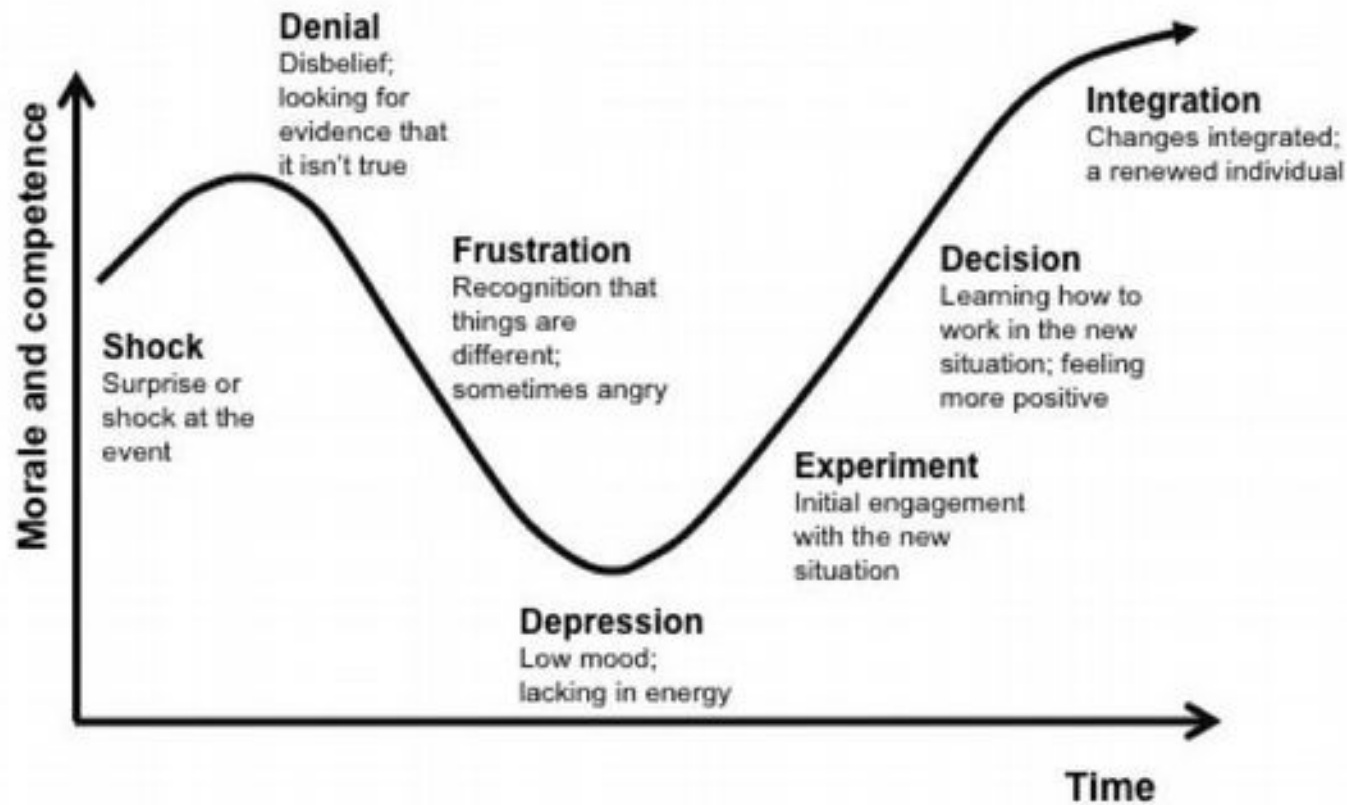 Morale and competence
Denial
Disbelief;
looking for
evidence that
it isn't true
Shock
Surprise or
shock at the
event
Frustration
Recognition that
things are
different;
sometimes angry
Depression
Low mood;
lacking in energy
Experiment
Initial engagement
with the new
situation
Decision
Learning how to
work in the new
situation; feeling
more positive
Integration
Changes integrated;
a renewed individual
Time